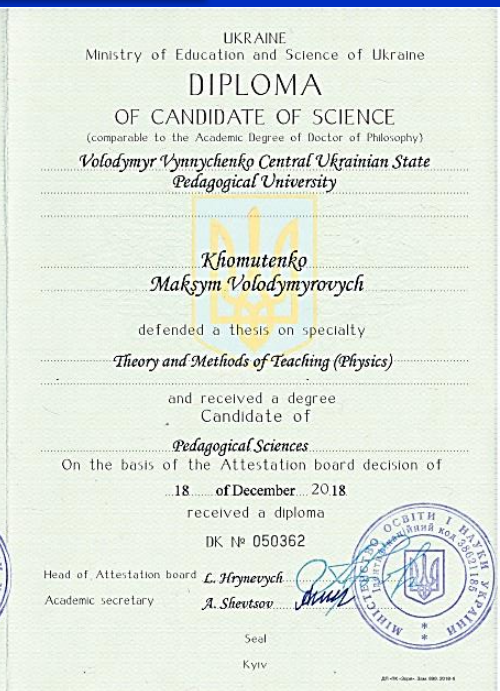 UKRAINE
Ministry of Education and Science of Ukraine
DIPLOMA
OF CANDIDATE OF SCIENCE
(comparable to the Academic Degree of Doctor of Philosophy)
Volodymyr Vynnychenko Central Ukrainian State
Pedagogical University
Khomutenko
Maksym Volodymyrovych
defended a thesis on specialty
Theory and Methods of Teaching (Physics)
and received a degree
Candidate of
Pedagogical Sciences
On the basis of the Attestation board decision of
18 of December 2018
received a diploma
DK № 050362
Head of Attestation board L. Hrynevych
Academic secretary A. Shevtsov
МІНІСТЕРСТВО ОСВІТИ І НАУКИ УКРАЇНИ
Ідентифікаційний код 38621185
Seal
Kyiv